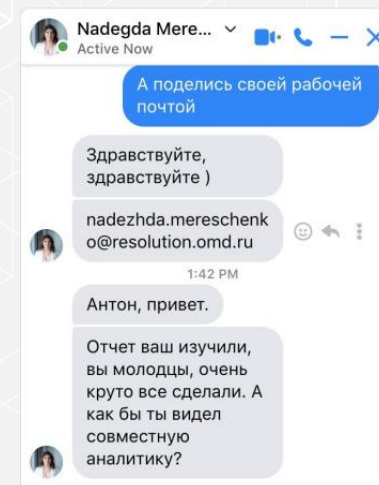 Nadegda Mere...
Active Now
А поделись своей рабочей
почтой
Здравствуйте,
здравствуйте )
nadezhda.mereschenk
o@resolution.omd.ru
1:42 PM
Антон, привет.
Отчет ваш изучили,
вы молодцы, очень
круто все сделали. А
как бы ты видел
совместную
аналитику?